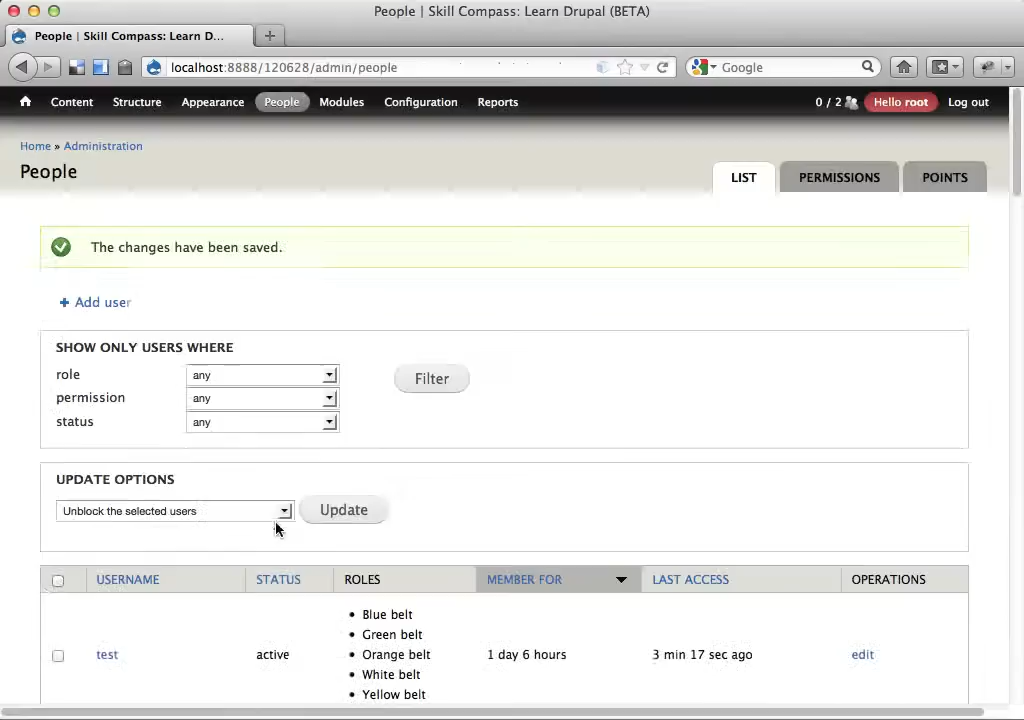 People | Skill Compass: Learn Drupal (BETA)
People | Skill Compass: Learn D...
localhost:8888/120628/admin/people
Google
Content Structure Appearance People Modules Configuration Reports 0 / 2 Hello root Log out
Home » Administration
People
LIST PERMISSIONS POINTS
The changes have been saved.
+ Add user
SHOW ONLY USERS WHERE
role any
Filter
permission any
status any
UPDATE OPTIONS
Unblock the selected users Update
USERNAME STATUS ROLES MEMBER FOR LAST ACCESS OPERATIONS
• Blue belt
• Green belt
test active • Orange belt 1 day 6 hours 3 min 17 sec ago edit
• White belt
• Yellow belt